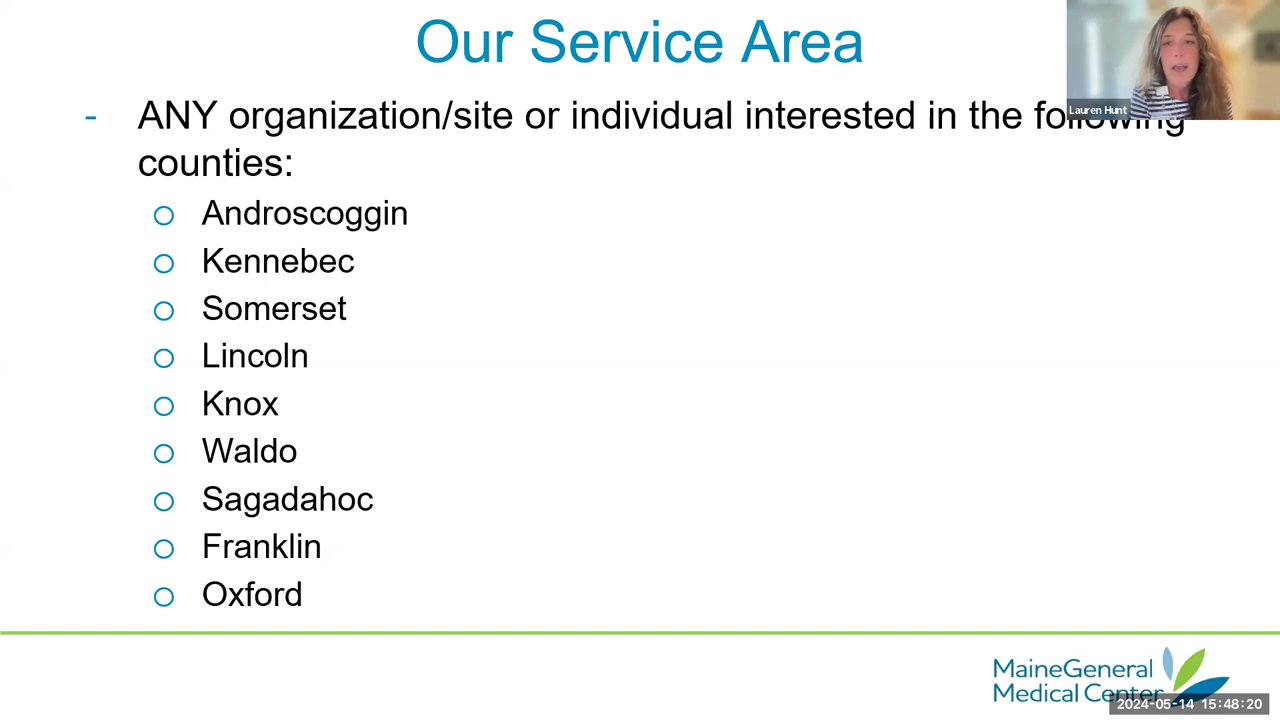 Our Service Area
- ANY organization/site or individual interested in the following
counties:
Androscoggin
Kennebec
Somerset
Lincoln
Knox
Waldo
Sagadahoc
Franklin
Oxford
Lauren Hunt
MaineGeneral
Medical Center
2024-05-14 15:48:20